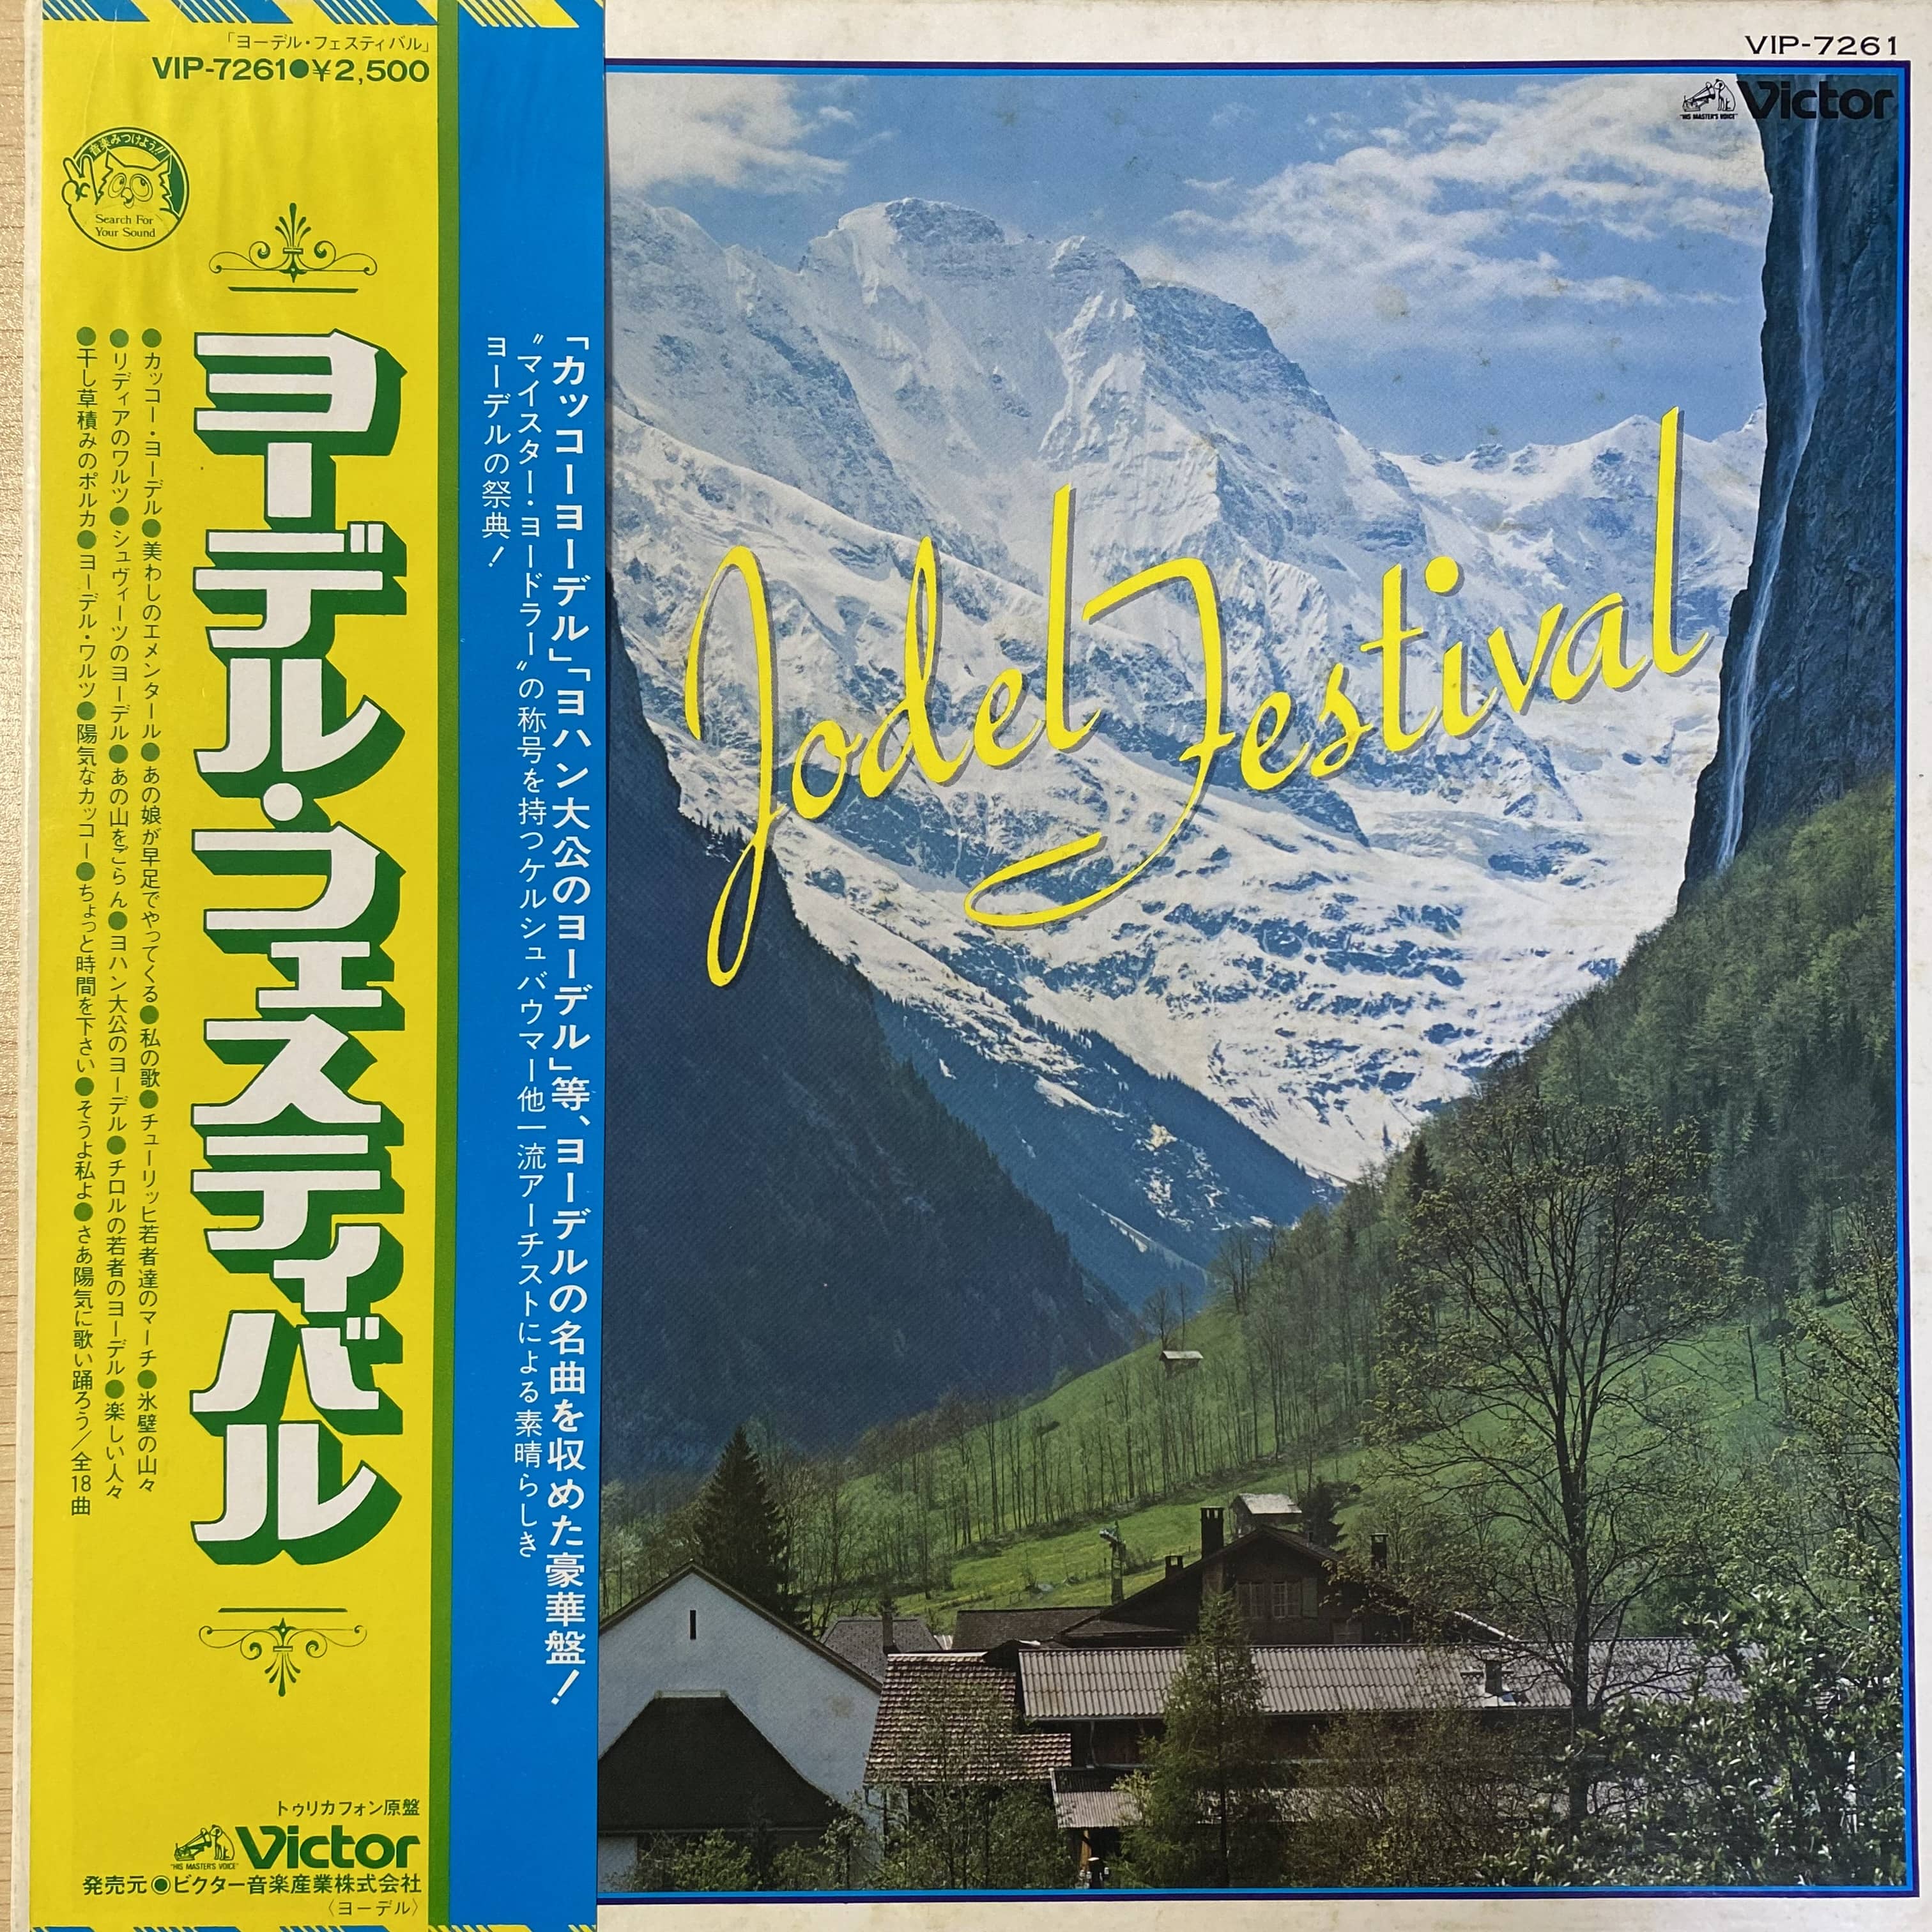 「ヨーデル・フェスティバル」
VIP-7261●¥2,500
音楽みつけよう!!
Search For
Your Sound
ヨーデル・フェスティバル
●カッコー・ヨーデル●美わしのエメンタール●あの娘が早足でやってくる●私の歌●チューリッヒ若者達のマーチ●氷壁の山々
●リディアのワルツ●シュヴィーツのヨーデル●あの山をごらん●ヨハン大公のヨーデル●チロルの若者のヨーデル●楽しい人々
●干し草積みのポルカ●ヨーデル・ワルツ●陽気なカッコー●ちょっと時間を下さい●そうよ私よ●さあ陽気に歌い踊ろう／全18曲
「カッコーヨーデル」「ヨハン大公のヨーデル」等、ヨーデルの名曲を収めた豪華盤！
〝マイスター・ヨードラー〟の称号を持つケルシュバウマー他一流アーチストによる素晴らしき
ヨーデルの祭典！
トゥリカフォン原盤
"HIS MASTER'S VOICE"
Victor
発売元●ビクター音楽産業株式会社
〈ヨーデル〉
VIP-7261
"HIS MASTER'S VOICE"
Victor
Jodel Festival